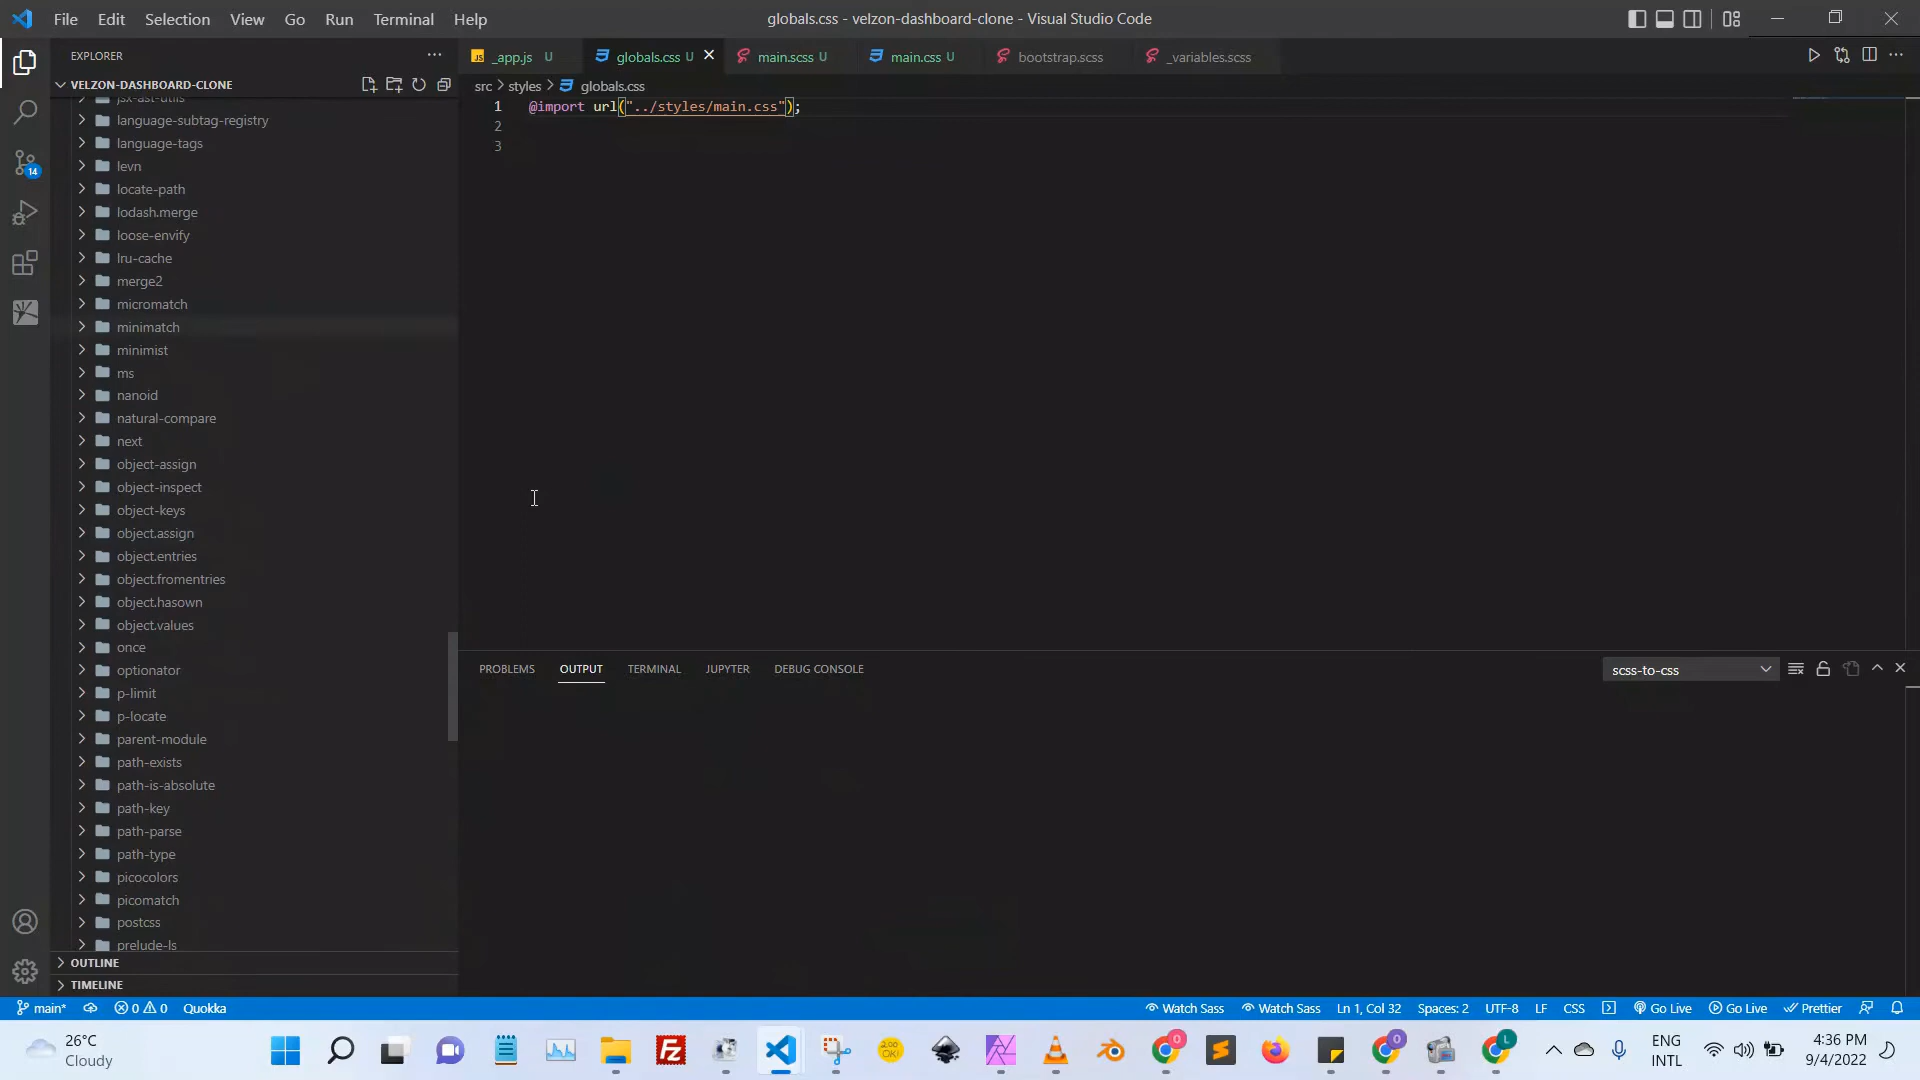 File Edit Selection View Go Run Terminal Help
globals.css - velzon-dashboard-clone - Visual Studio Code
EXPLORER
_app.js U
globals.css U
main.scss U
main.css U
bootstrap.scss
_variables.scss
VELZON-DASHBOARD-CLONE
src > styles > globals.css
1 @import url("../styles/main.css");
2
3
jsx-ast-utils
language-subtag-registry
language-tags
levn
locate-path
lodash.merge
loose-envify
lru-cache
merge2
micromatch
minimatch
minimist
ms
nanoid
natural-compare
next
object-assign
object-inspect
object-keys
object.assign
object.entries
object.fromentries
object.hasown
object.values
once
optionator
p-limit
p-locate
parent-module
path-exists
path-is-absolute
path-key
path-parse
path-type
picocolors
picomatch
postcss
prelude-ls
OUTLINE
TIMELINE
14
PROBLEMS OUTPUT TERMINAL JUPYTER DEBUG CONSOLE
scss-to-css
main* 0 0 Quokka
Watch Sass Watch Sass Ln 1, Col 32 Spaces: 2 UTF-8 LF CSS Go Live Go Live Prettier
26°C
Cloudy
ENG
INTL
4:36 PM
9/4/2022